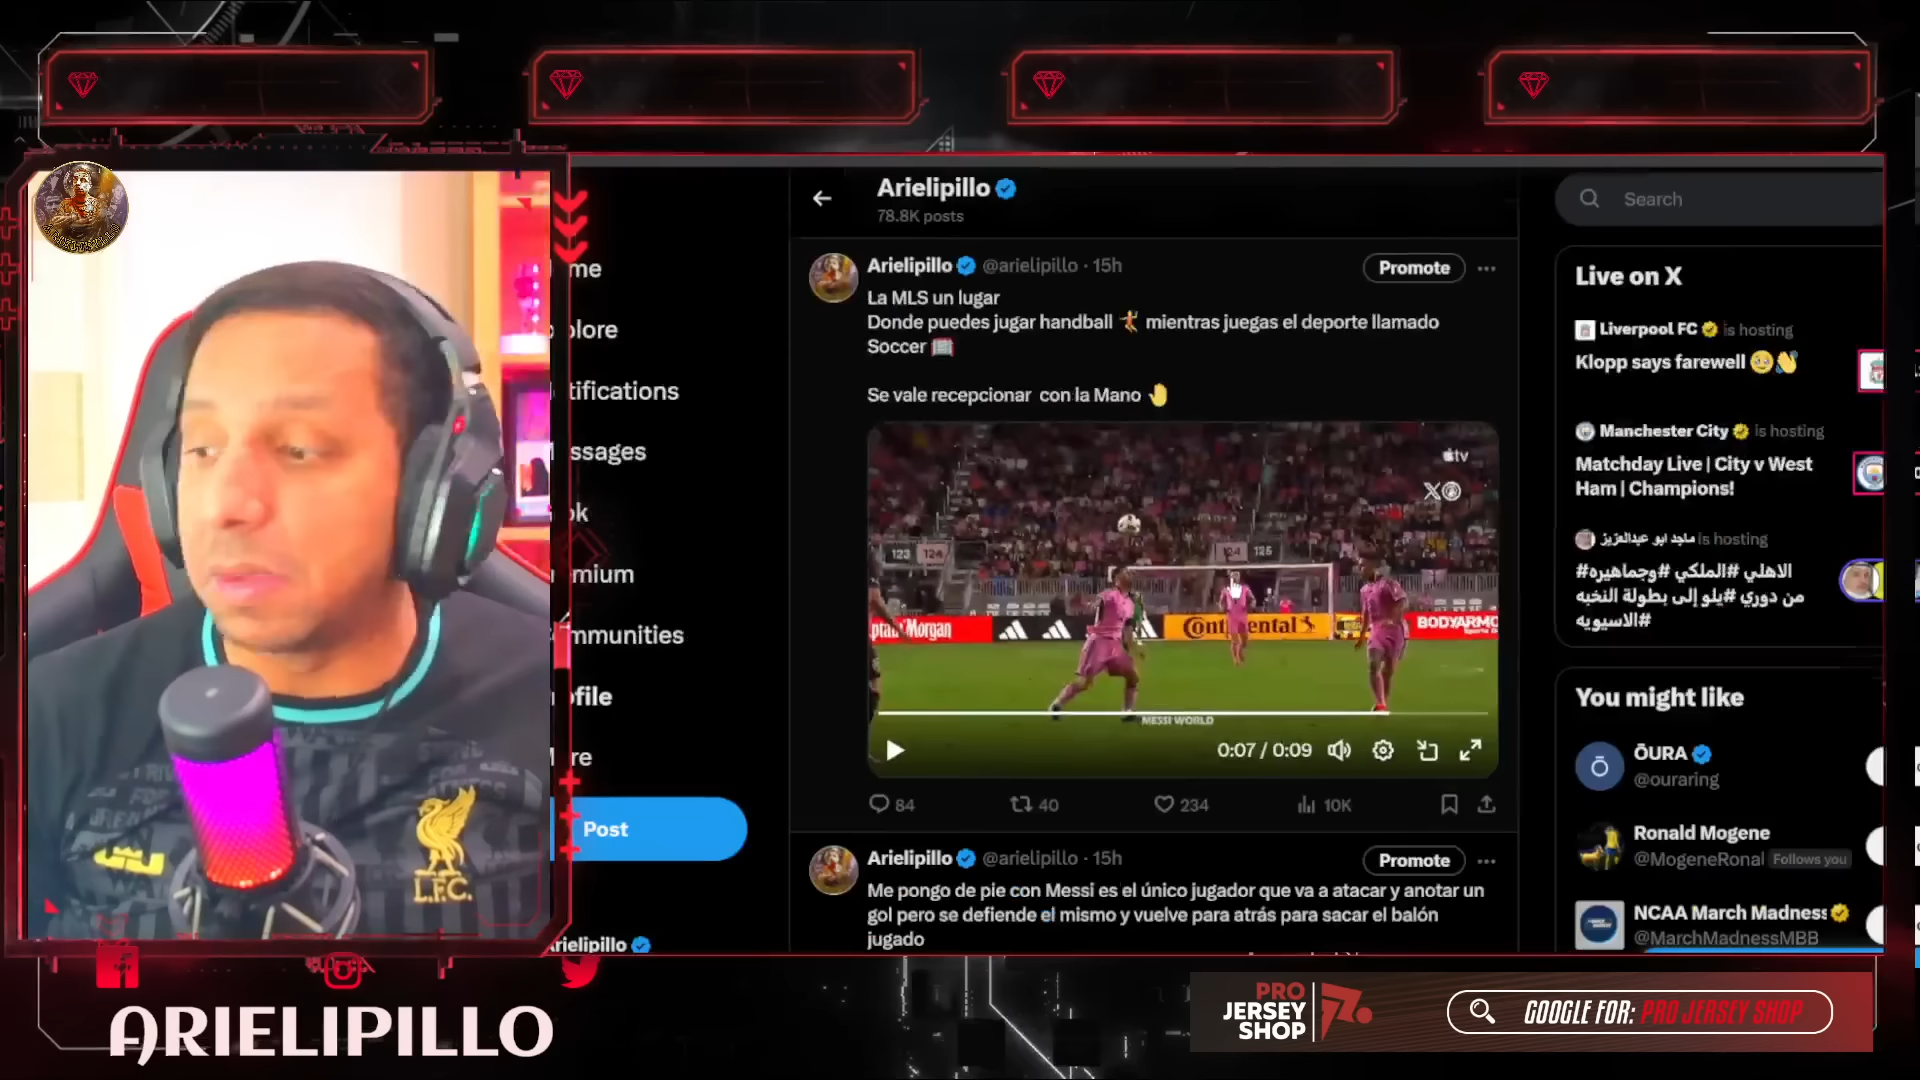 Arielipillo
78.8K posts
Search
Arielipillo @arielipillo · 15h
Promote
La MLS un lugar
Donde puedes jugar handball 🤾 mientras juegas el deporte llamado
Soccer 🥅
Se vale recepcionar con la Mano 🤚
tv
123
124
124
125
Captain Morgan
Continental
BODYARMOR
MESSI WORLD
0:07 / 0:09
84
40
234
10K
Arielipillo @arielipillo · 15h
Promote
Me pongo de pie con Messi es el único jugador que va a atacar y anotar un
gol pero se defiende el mismo y vuelve para atrás para sacar el balón
jugado
me
plore
tifications
ssages
ok
mium
mmunities
ofile
re
Post
rielipillo
Live on X
Liverpool FC is hosting
Klopp says farewell 🥹👏
Manchester City is hosting
Matchday Live | City v West
Ham | Champions!
ماجد ابو عبدالعزيز is hosting
#الاهلي #الملكي #وجماهيره
من دوري #يلو إلى بطولة النخبه
#الاسيويه
You might like
ŌURA
@ouraring
Ronald Mogene
@MogeneRonal Follows you
NCAA March Madness
@MarchMadnessMBB
L.F.C.
ARIELIPILLO
PRO
JERSEY
SHOP
GOOGLE FOR: PRO JERSEY SHOP